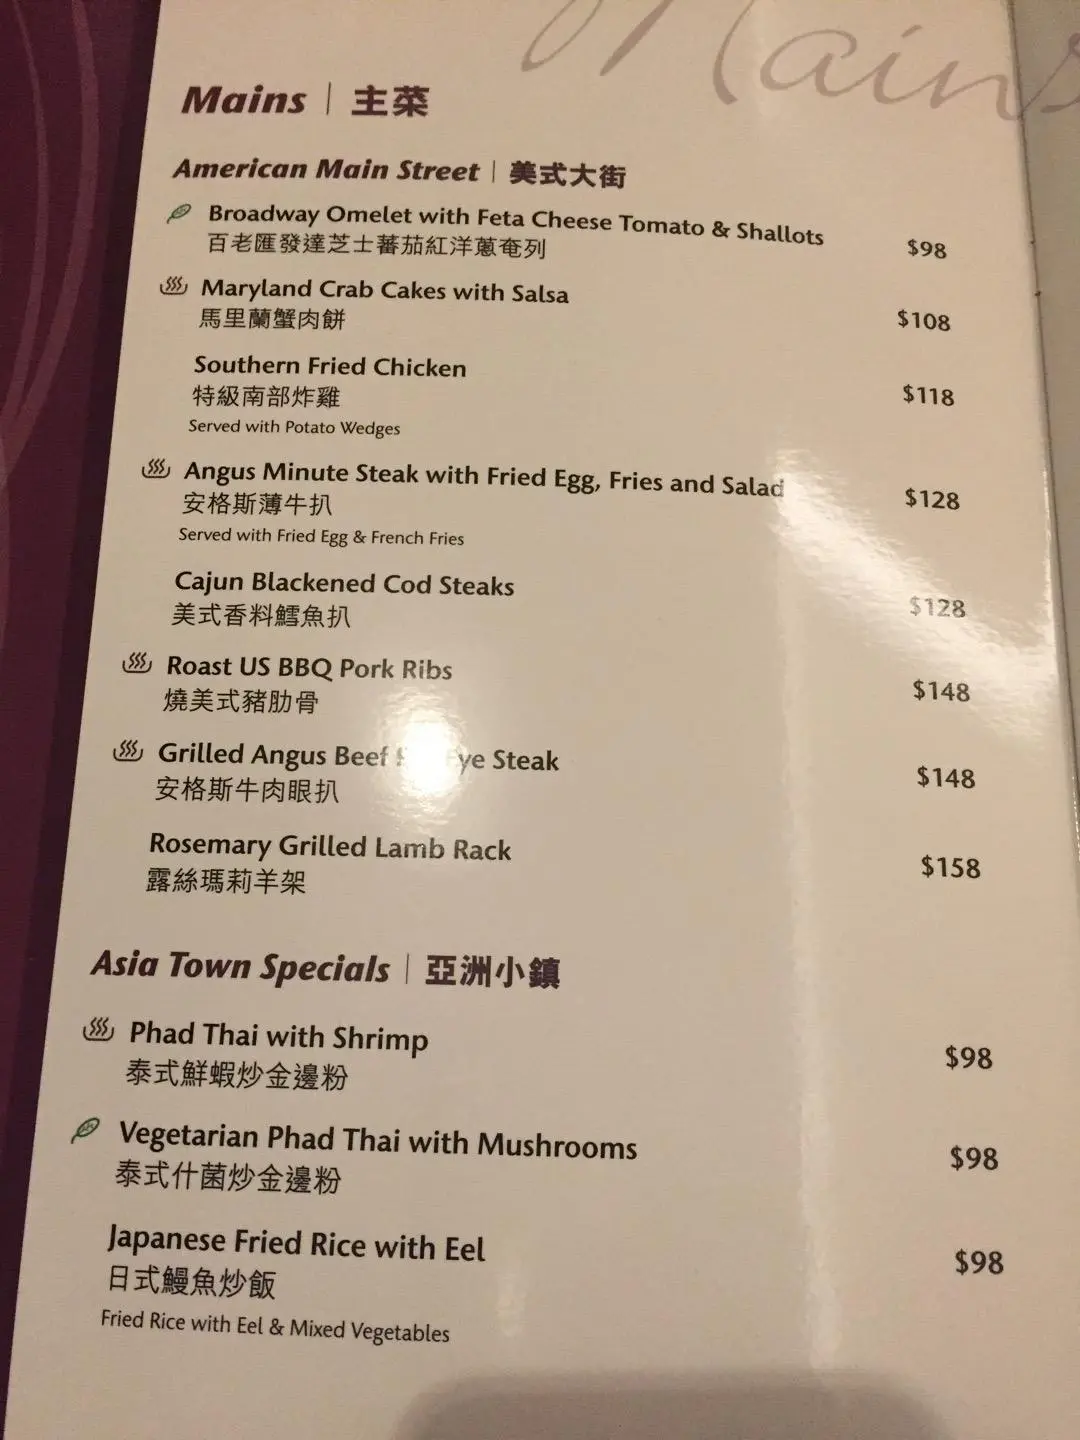 Mains
Mains | 主菜
American Main Street | 美式大街
Broadway Omelet with Feta Cheese Tomato & Shallots $98
百老匯發達芝士蕃茄紅洋蔥奄列
Maryland Crab Cakes with Salsa $108
馬里蘭蟹肉餅
Southern Fried Chicken $118
特級南部炸雞
Served with Potato Wedges
Angus Minute Steak with Fried Egg, Fries and Salad $128
安格斯薄牛扒
Served with Fried Egg & French Fries
Cajun Blackened Cod Steaks $128
美式香料鱈魚扒
Roast US BBQ Pork Ribs $148
燒美式豬肋骨
Grilled Angus Beef Eye Steak $148
安格斯牛肉眼扒
Rosemary Grilled Lamb Rack $158
露絲瑪莉羊架
Asia Town Specials | 亞洲小鎮
Phad Thai with Shrimp $98
泰式鮮蝦炒金邊粉
Vegetarian Phad Thai with Mushrooms $98
泰式什菌炒金邊粉
Japanese Fried Rice with Eel $98
日式鰻魚炒飯
Fried Rice with Eel & Mixed Vegetables